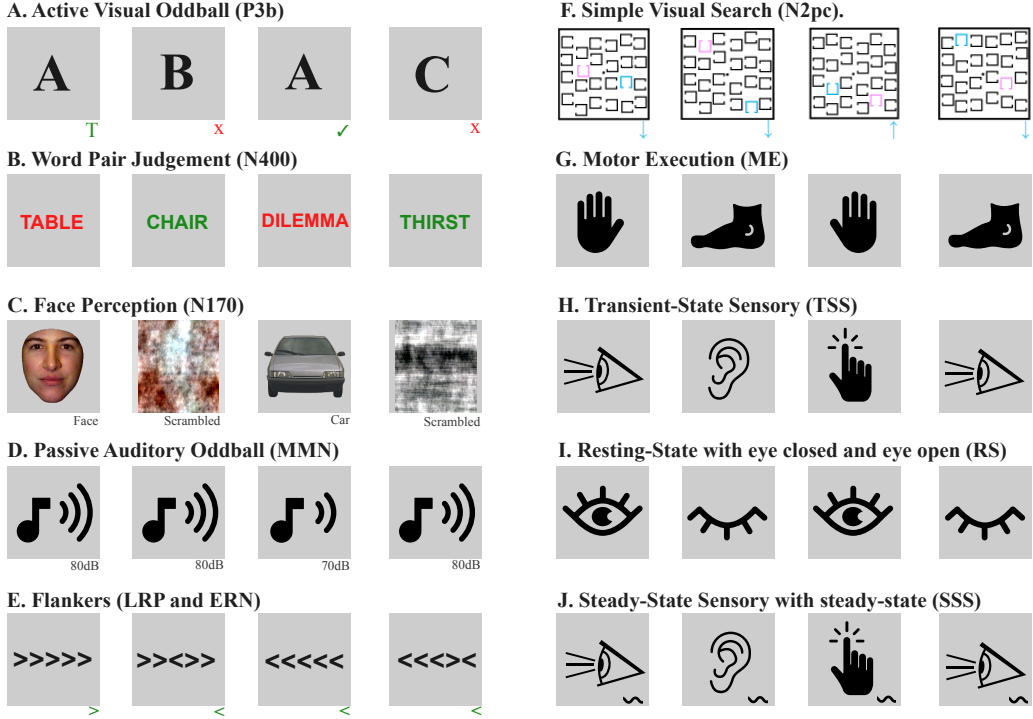 A. Active Visual Oddball (P3b)
A B A C
T x ✓ x
B. Word Pair Judgement (N400)
TABLE CHAIR DILEMMA THIRST
C. Face Perception (N170)
Face Scrambled Car Scrambled
D. Passive Auditory Oddball (MMN)
80dB 80dB 70dB 80dB
E. Flankers (LRP and ERN)
>>>>> >><>> <<<<< <<<><
> < < <
F. Simple Visual Search (N2pc).
↓ ↓ ↑ ↓
G. Motor Execution (ME)
H. Transient-State Sensory (TSS)
I. Resting-State with eye closed and eye open (RS)
J. Steady-State Sensory with steady-state (SSS)